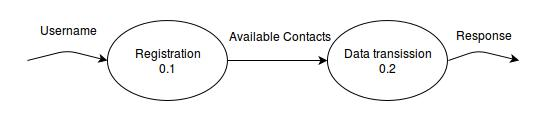 Username
Registration
0.1
Available Contacts
Data transission
0.2
Response